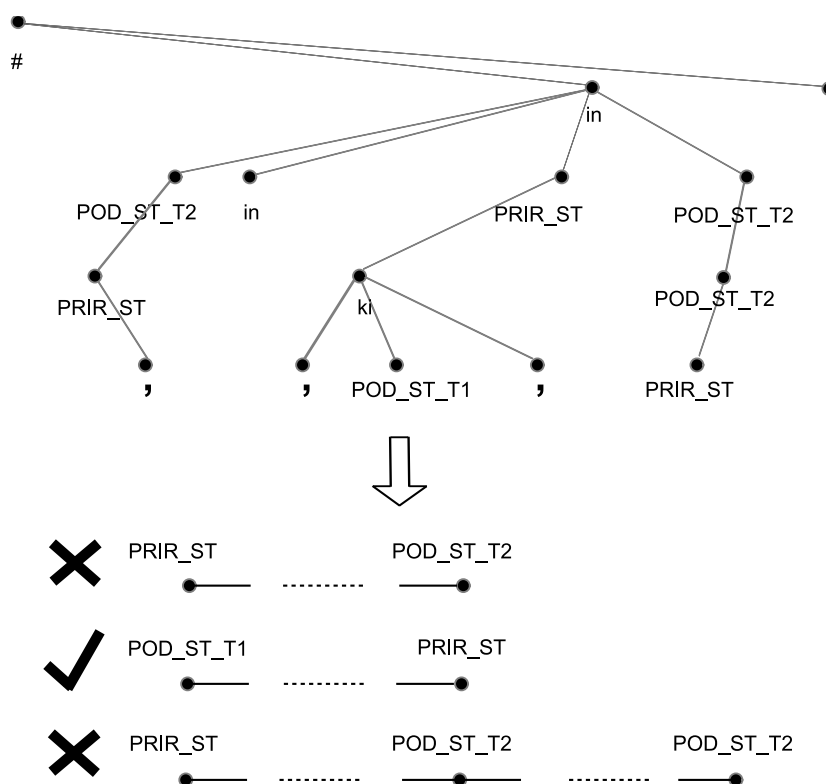 #
in
POD_ST_T2 in PRIR_ST POD_ST_T2
PRIR_ST ki POD_ST_T2
, , POD_ST_T1 , PRIR_ST
PRIR_ST POD_ST_T2
POD_ST_T1 PRIR_ST
PRIR_ST POD_ST_T2 POD_ST_T2